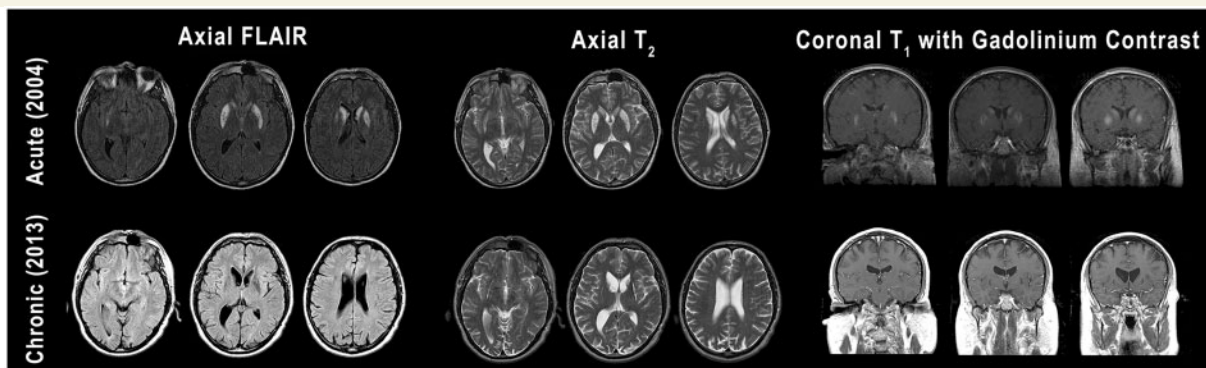 Axial FLAIR
Axial T2
Coronal T1 with Gadolinium Contrast
Acute (2004)
Chronic (2013)